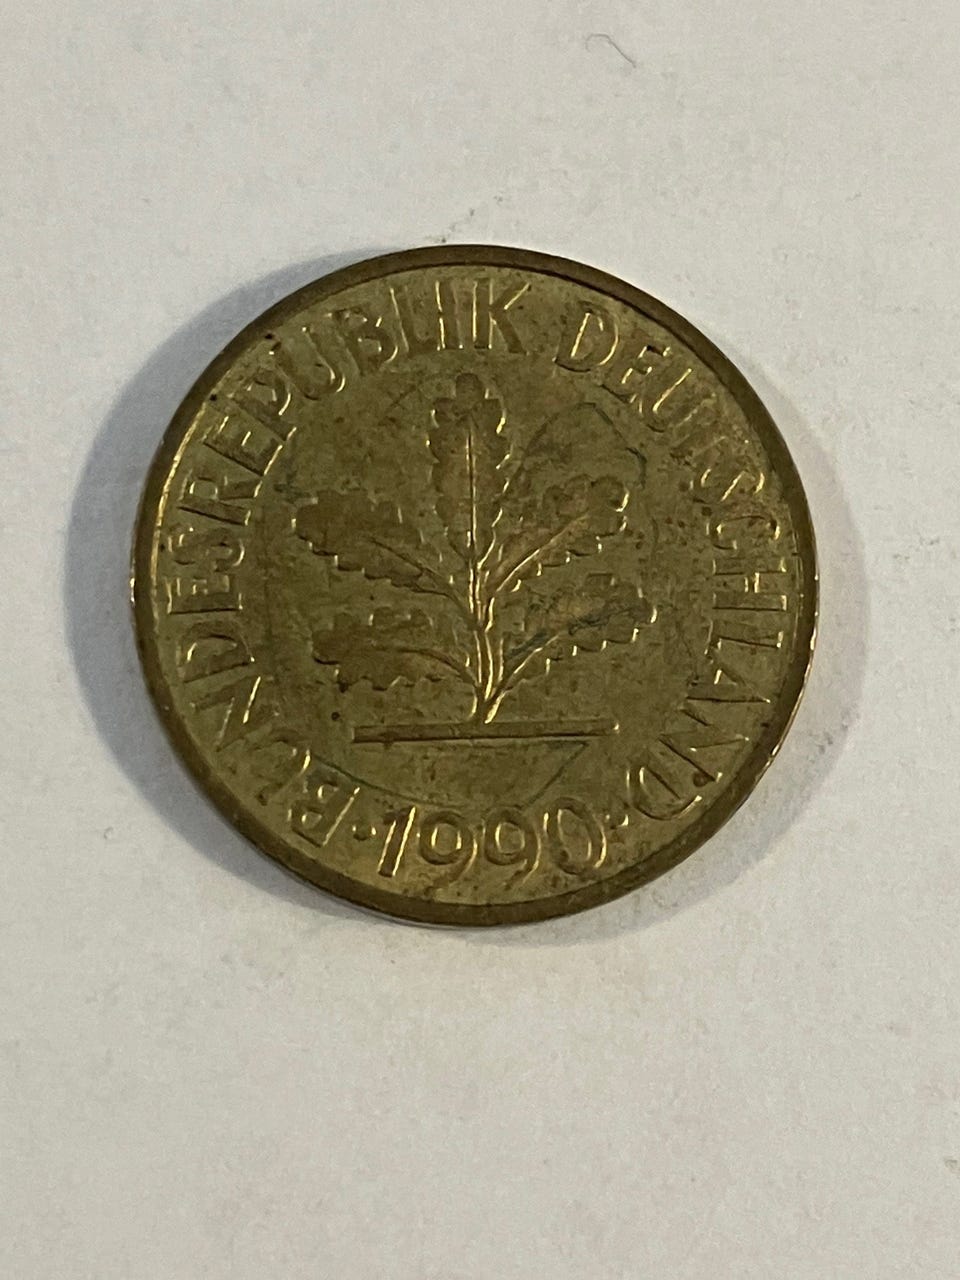 BUNDESREPUBLIK DEUTSCHLAND
· 1990 ·